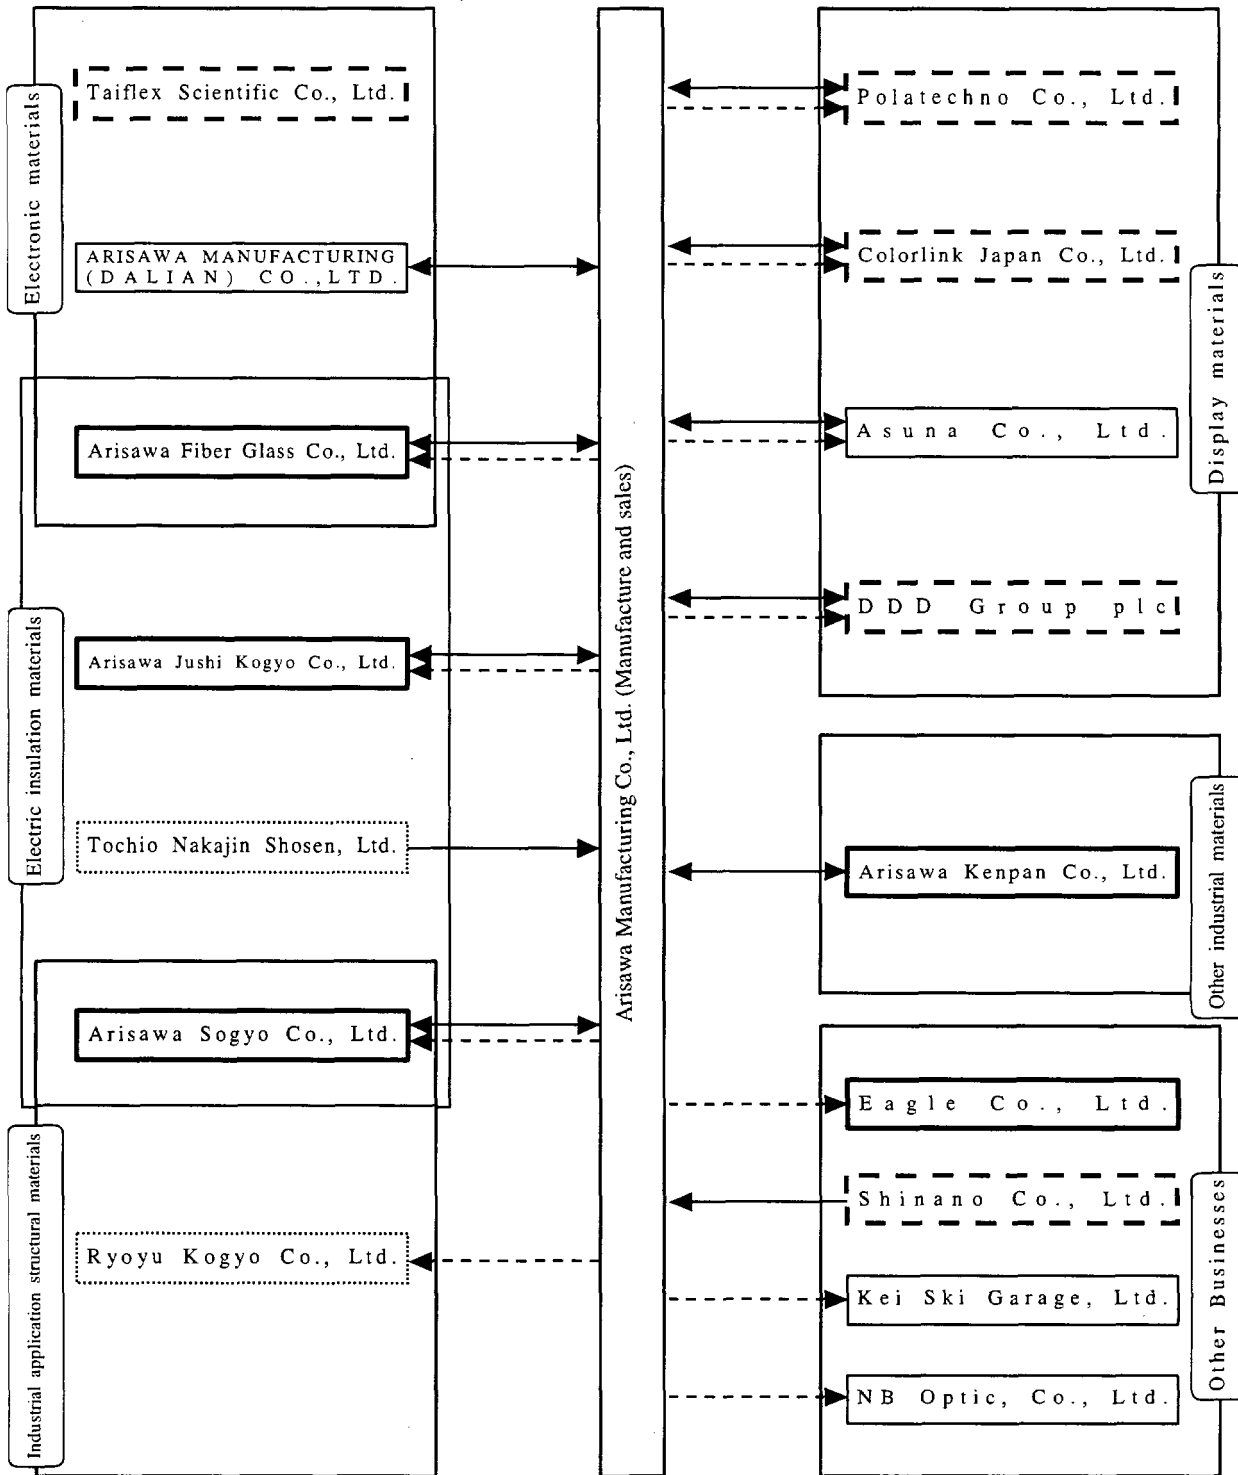 Electronic materials
Taiflex Scientific Co., Ltd.
ARISAWA MANUFACTURING
(DALIAN) CO.,LTD.
Arisawa Fiber Glass Co., Ltd.
Electric insulation materials
Arisawa Jushi Kogyo Co., Ltd.
Tochio Nakajin Shosen, Ltd.
Arisawa Sogyo Co., Ltd.
Industrial application structural materials
Ryoyu Kogyo Co., Ltd.
Arisawa Manufacturing Co., Ltd. (Manufacture and sales)
Display materials
Polatechno Co., Ltd.
Colorlink Japan Co., Ltd.
Asuna Co., Ltd.
DDD Group plc
Other industrial materials
Arisawa Kenpan Co., Ltd.
Other Businesses
Eagle Co., Ltd.
Shinano Co., Ltd.
Kei Ski Garage, Ltd.
NB Optic, Co., Ltd.